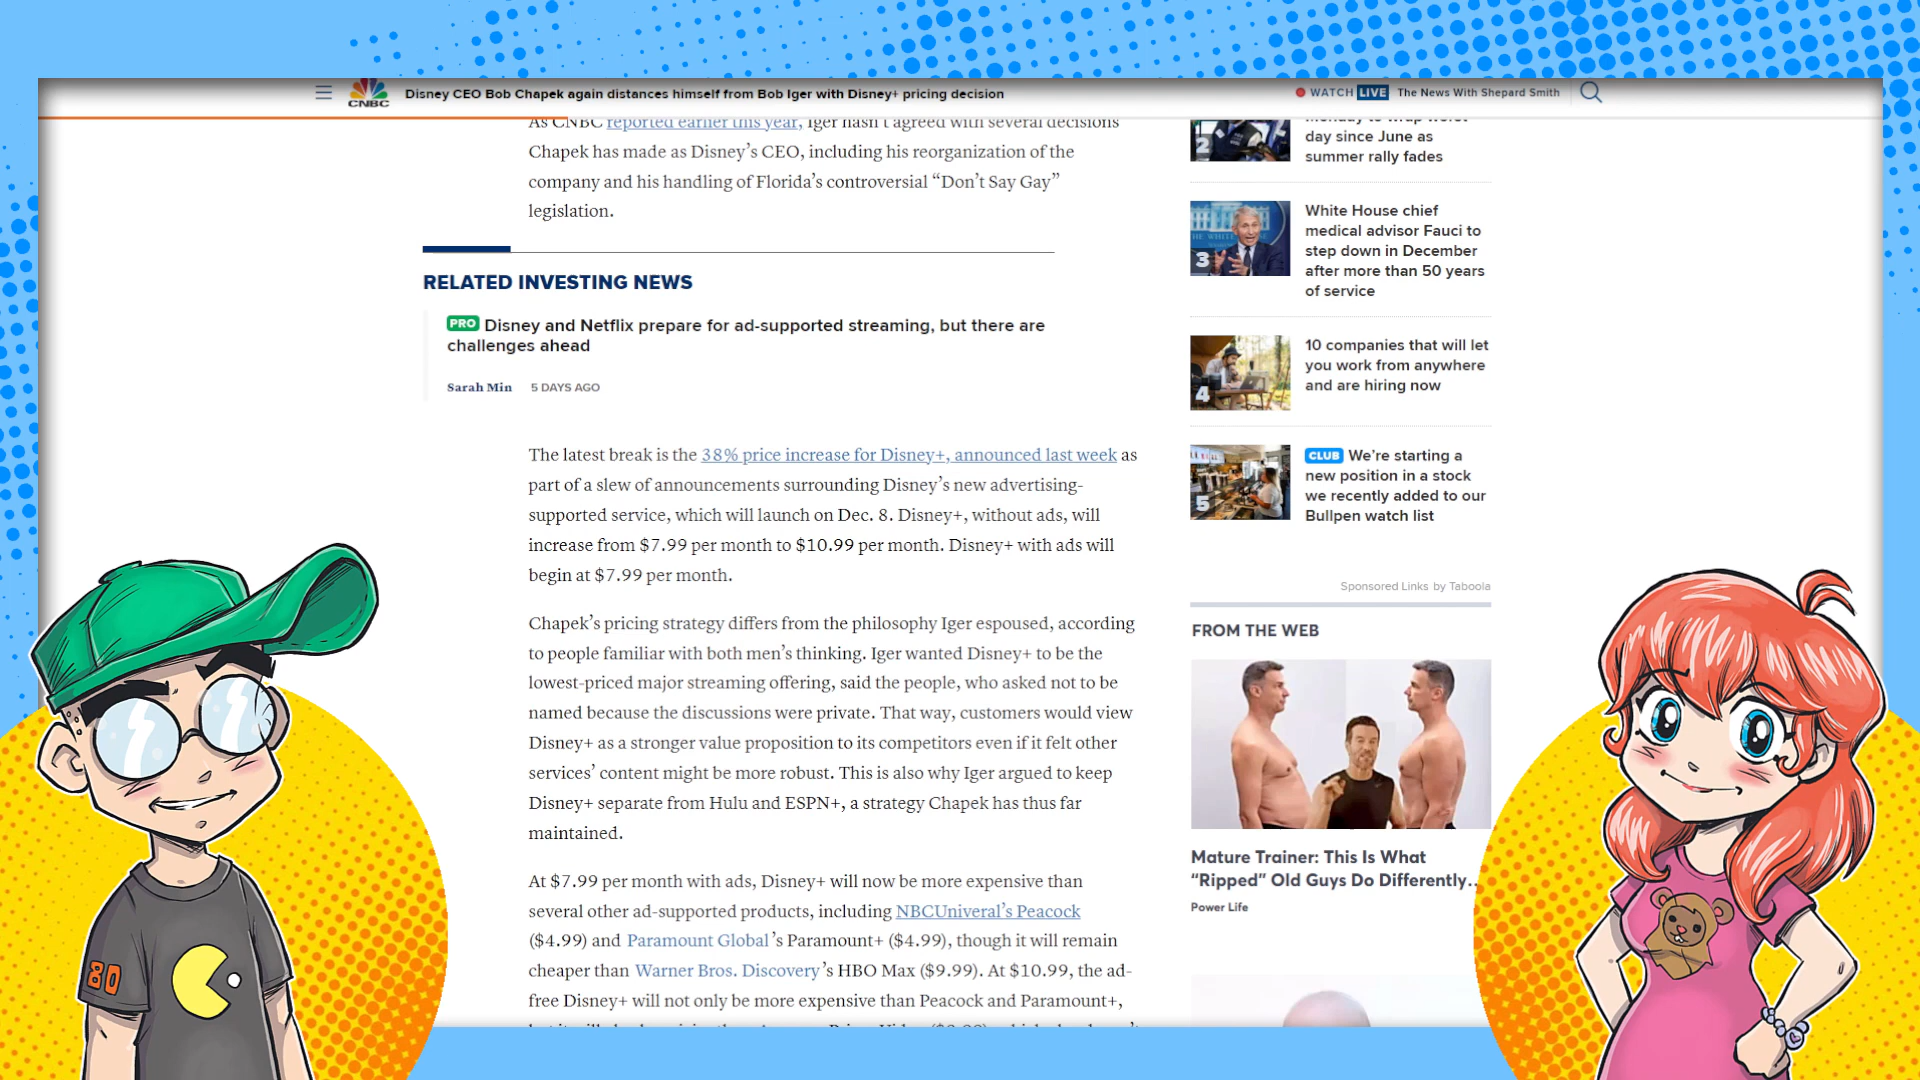 CNBC
Disney CEO Bob Chapek again distances himself from Bob Iger with Disney+ pricing decision
WATCH LIVE The News With Shepard Smith
As CNBC reported earlier this year, Iger hasn't agreed with several decisions
Chapek has made as Disney's CEO, including his reorganization of the
company and his handling of Florida's controversial “Don't Say Gay”
legislation.
RELATED INVESTING NEWS
PRO Disney and Netflix prepare for ad-supported streaming, but there are
challenges ahead
Sarah Min 5 DAYS AGO
The latest break is the 38% price increase for Disney+, announced last week as
part of a slew of announcements surrounding Disney's new advertising-
supported service, which will launch on Dec. 8. Disney+, without ads, will
increase from $7.99 per month to $10.99 per month. Disney+ with ads will
begin at $7.99 per month.
Chapek's pricing strategy differs from the philosophy Iger espoused, according
to people familiar with both men's thinking. Iger wanted Disney+ to be the
lowest-priced major streaming offering, said the people, who asked not to be
named because the discussions were private. That way, customers would view
Disney+ as a stronger value proposition to its competitors even if it felt other
services' content might be more robust. This is also why Iger argued to keep
Disney+ separate from Hulu and ESPN+, a strategy Chapek has thus far
maintained.
At $7.99 per month with ads, Disney+ will now be more expensive than
several other ad-supported products, including NBCUniveral's Peacock
($4.99) and Paramount Global's Paramount+ ($4.99), though it will remain
cheaper than Warner Bros. Discovery's HBO Max ($9.99). At $10.99, the ad-
free Disney+ will not only be more expensive than Peacock and Paramount+,
2
day since June as
summer rally fades
3
White House chief
medical advisor Fauci to
step down in December
after more than 50 years
of service
4
10 companies that will let
you work from anywhere
and are hiring now
5
CLUB We're starting a
new position in a stock
we recently added to our
Bullpen watch list
Sponsored Links by Taboola
FROM THE WEB
Mature Trainer: This Is What
“Ripped” Old Guys Do Differently..
Power Life
80